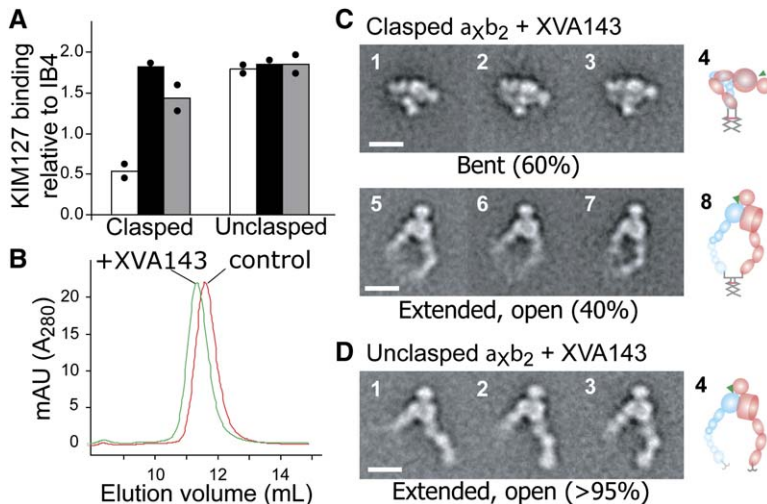 A
KIM127 binding
relative to IB4
2.0
1.5
1.0
0.5
0.0
Clasped
Unclasped
B
+XVA143
control
mAU (A280)
20
15
10
5
0
10
12
14
Elution volume (mL)
C
Clasped aXb2 + XVA143
1
2
3
4
Bent (60%)
5
6
7
8
Extended, open (40%)
D
Unclasped aXb2 + XVA143
1
2
3
4
Extended, open (>95%)